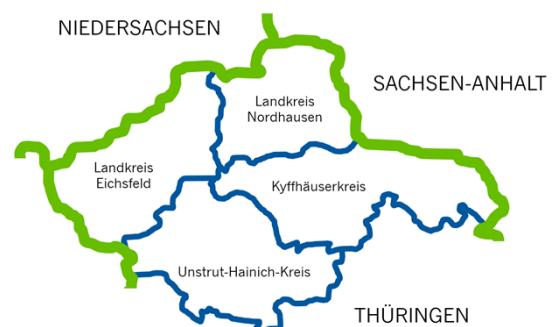 NIEDERSACHSEN
SACHSEN-ANHALT
Landkreis
Nordhausen
Landkreis
Eichsfeld
Kyffhäuserkreis
Unstrut-Hainich-Kreis
THÜRINGEN